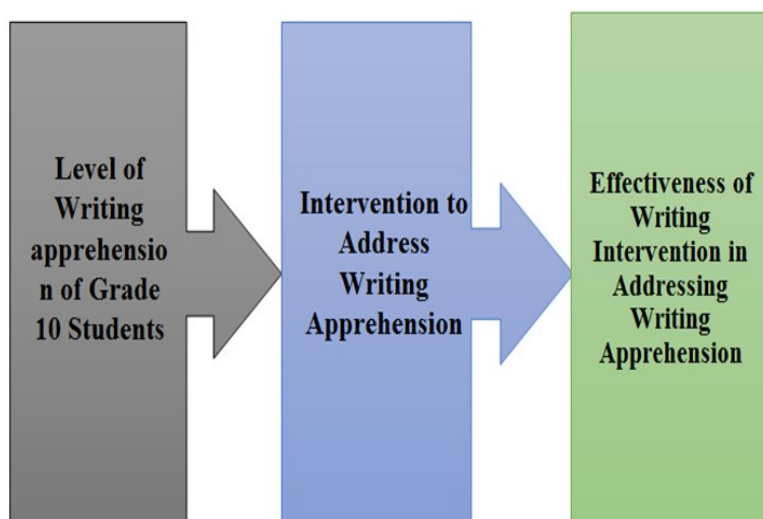 Level of
Writing
apprehensio
n of Grade
10 Students
Intervention to
Address
Writing
Apprehension
Effectiveness of
Writing
Intervention in
Addressing
Writing
Apprehension